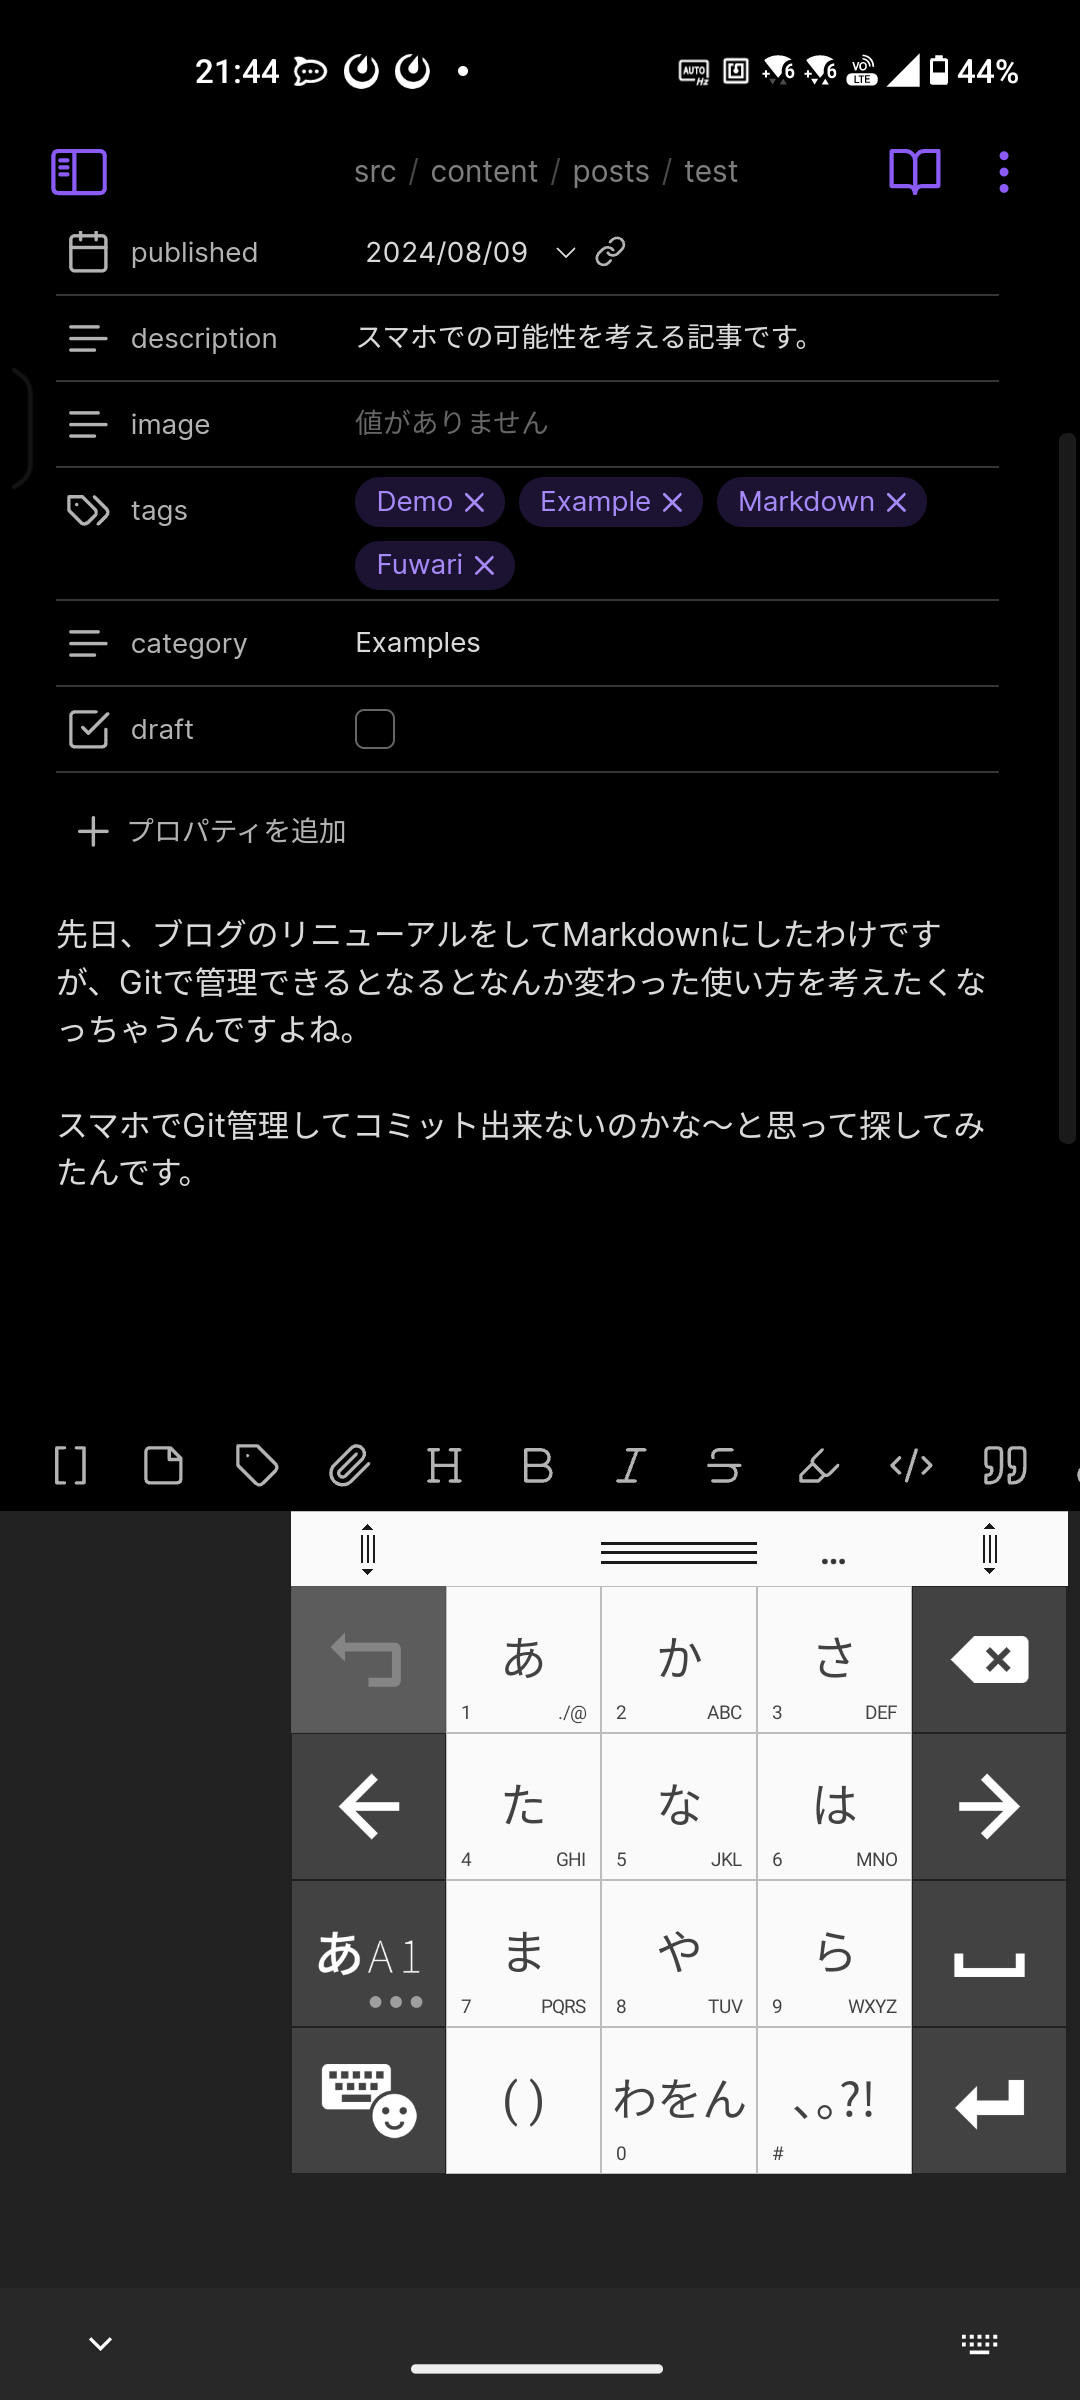 21:44 AUTO Hz +6 +6 VO LTE 44%
src / content / posts / test
published 2024/08/09
description スマホでの可能性を考える記事です。
image 値がありません
tags Demo Example Markdown
Fuwari
category Examples
draft
プロパティを追加
先日、ブログのリニューアルをしてMarkdownにしたわけです
が、Gitで管理できるとなるとなんか変わった使い方を考えたくな
っちゃうんですよね。
スマホでGit管理してコミット出来ないのかな〜と思って探してみ
たんです。
[] H B I S </>
...
あ か さ
1 ./@ 2 ABC 3 DEF
た な は
4 GHI 5 JKL 6 MNO
あA1 ま や ら
7 PQRS 8 TUV 9 WXYZ
() わをん 、。?!
0 #